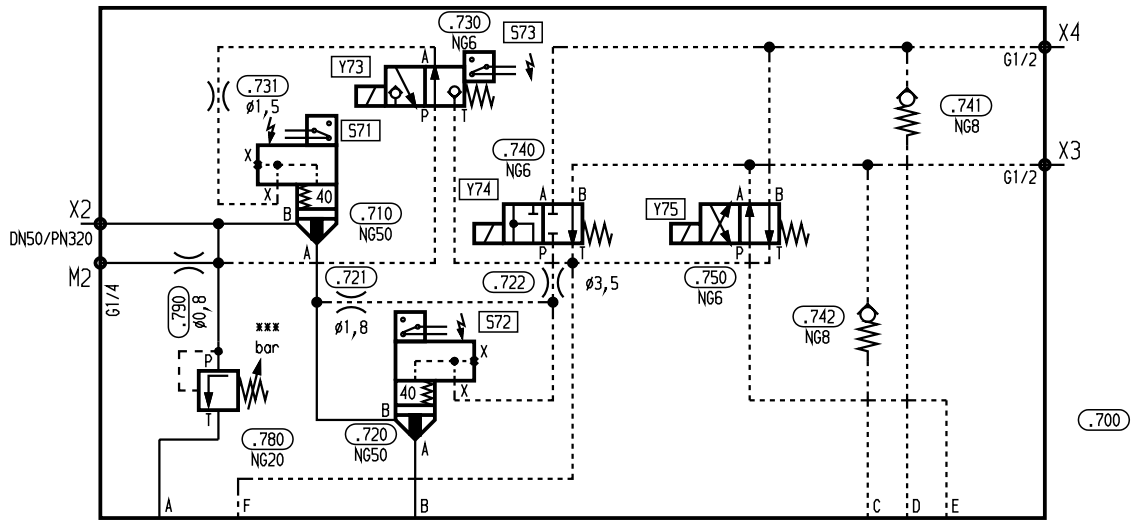 .730
S73
NG6
X4
G1/2
Y73
A
P
T
.731
ø1,5
S71
X
X
40
B
A
.710
NG50
X2
DN50/PN320
M2
G1/4
.741
NG8
.740
NG6
Y74
A
B
P
T
X3
G1/2
Y75
A
B
P
T
.750
NG6
.721
ø1,8
.722
ø3,5
.790
ø0,8
***
bar
P
T
.780
NG20
S72
X
X
40
B
A
.720
NG50
.742
NG8
.700
A
F
B
C
D
E